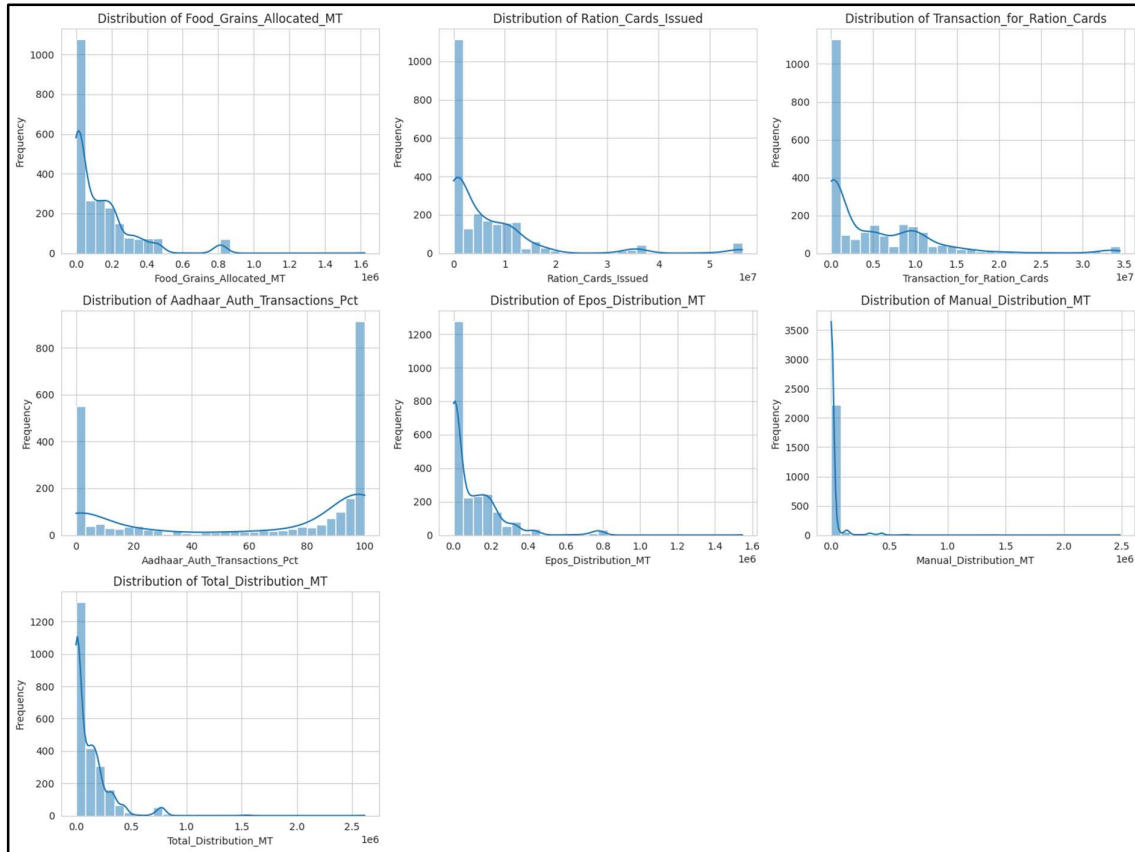 Distribution of Food_Grains_Allocated_MT
Frequency
1000
800
600
400
200
0
0.0 0.2 0.4 0.6 0.8 1.0 1.2 1.4 1.6
1e6
Food_Grains_Allocated_MT
Distribution of Ration_Cards_Issued
Frequency
1000
800
600
400
200
0
0 1 2 3 4 5
1e7
Ration_Cards_Issued
Distribution of Transaction_for_Ration_Cards
Frequency
1000
800
600
400
200
0
0.0 0.5 1.0 1.5 2.0 2.5 3.0 3.5
1e7
Transaction_for_Ration_Cards
Distribution of Aadhaar_Auth_Transactions_Pct
Frequency
800
600
400
200
0
0 20 40 60 80 100
Aadhaar_Auth_Transactions_Pct
Distribution of Epos_Distribution_MT
Frequency
1200
1000
800
600
400
200
0
0.0 0.2 0.4 0.6 0.8 1.0 1.2 1.4 1.6
1e6
Epos_Distribution_MT
Distribution of Manual_Distribution_MT
Frequency
3500
3000
2500
2000
1500
1000
500
0
0.0 0.5 1.0 1.5 2.0 2.5
1e6
Manual_Distribution_MT
Distribution of Total_Distribution_MT
Frequency
1200
1000
800
600
400
200
0
0.0 0.5 1.0 1.5 2.0 2.5
1e6
Total_Distribution_MT